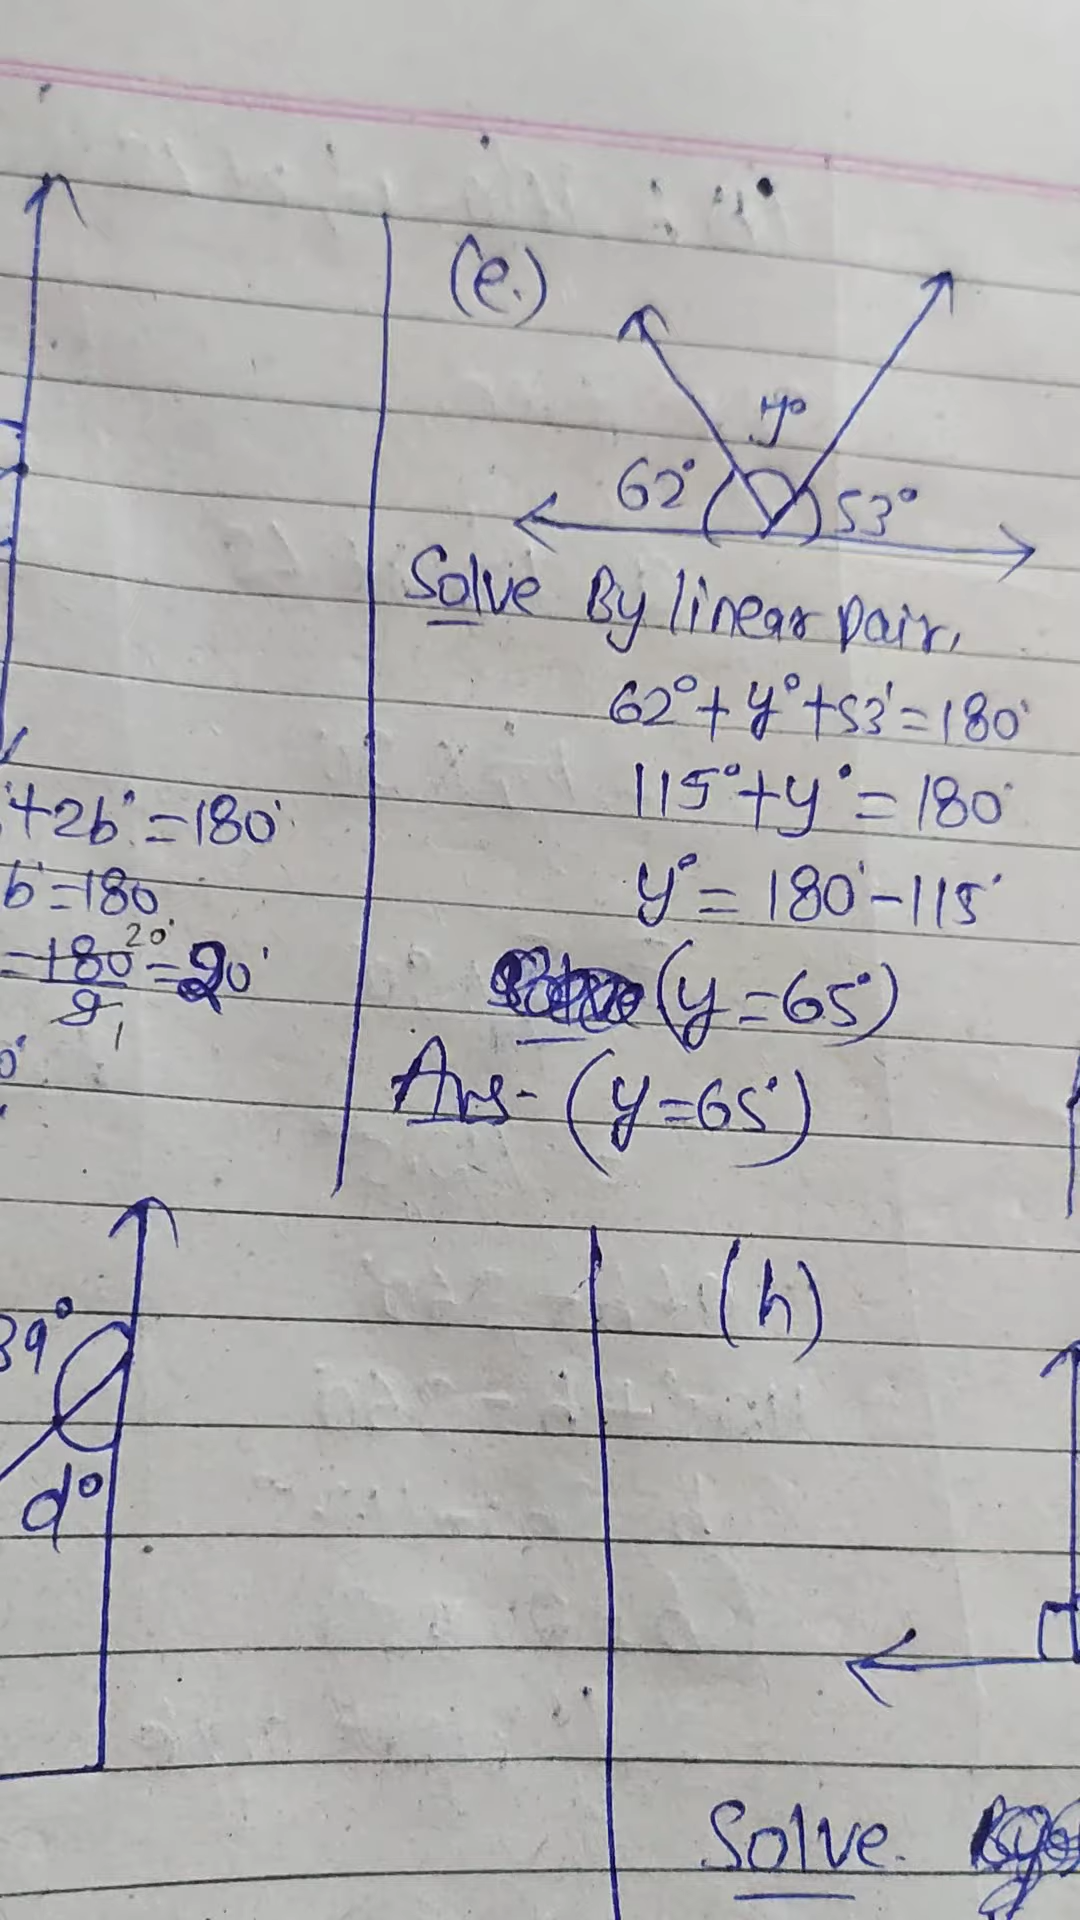 (e.)
y°
62°
53°
Solve By linear pair,
62°+y°+53°=180°
115°+y°=180°
y°=180°-115°
(y=65°)
Ans- (y=65°)
+2b°=180°
b°=180
=180/9=20°
20°
1
39°
d°
(h)
Solve.